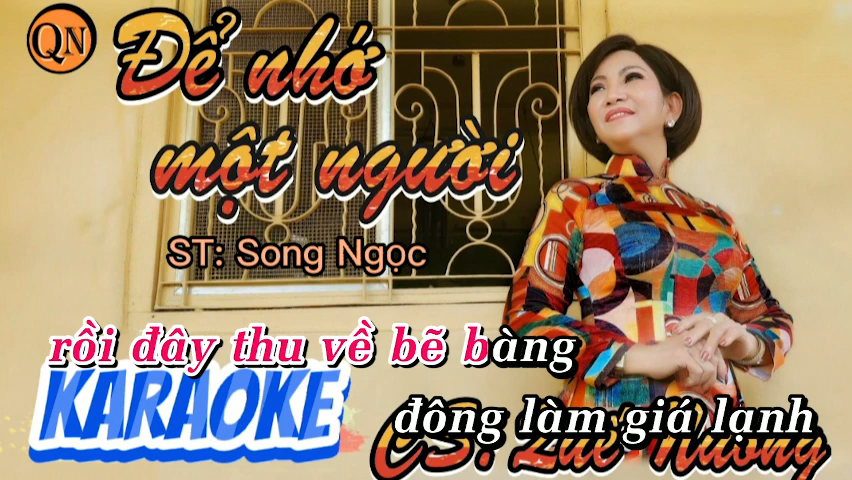 QN
Để nhớ
một người
ST: Song Ngọc
rồi đây thu về bẽ bàng
KARAOKE
đông làm giá lạnh
CS: